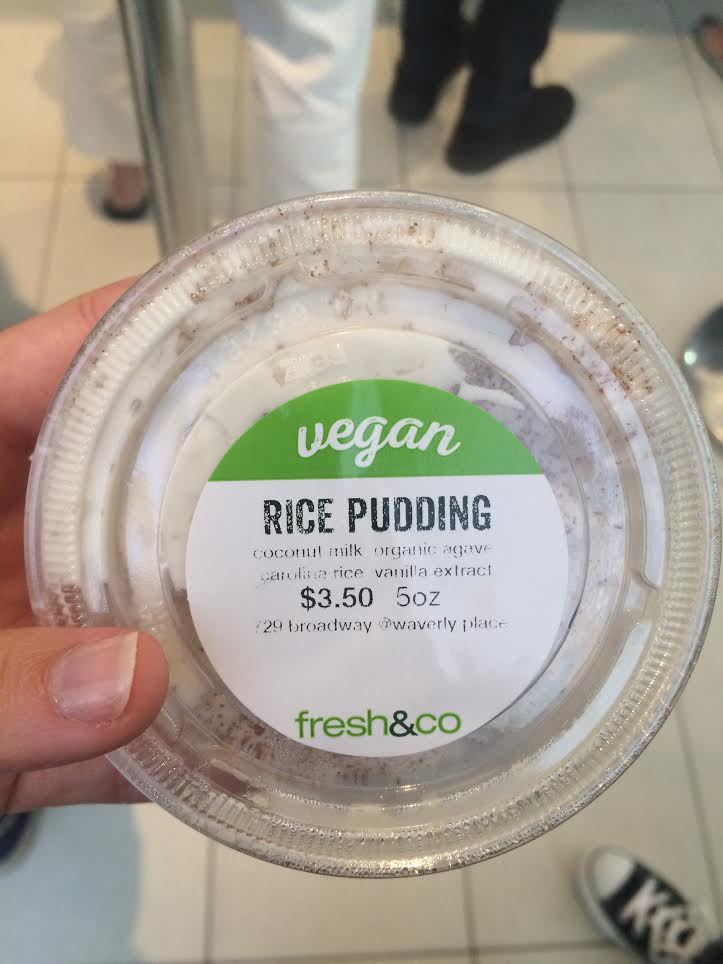 vegan
RICE PUDDING
coconut milk organic agave
carolina rice vanilla extract
$3.50 5oz
729 broadway @waverly place
fresh&co